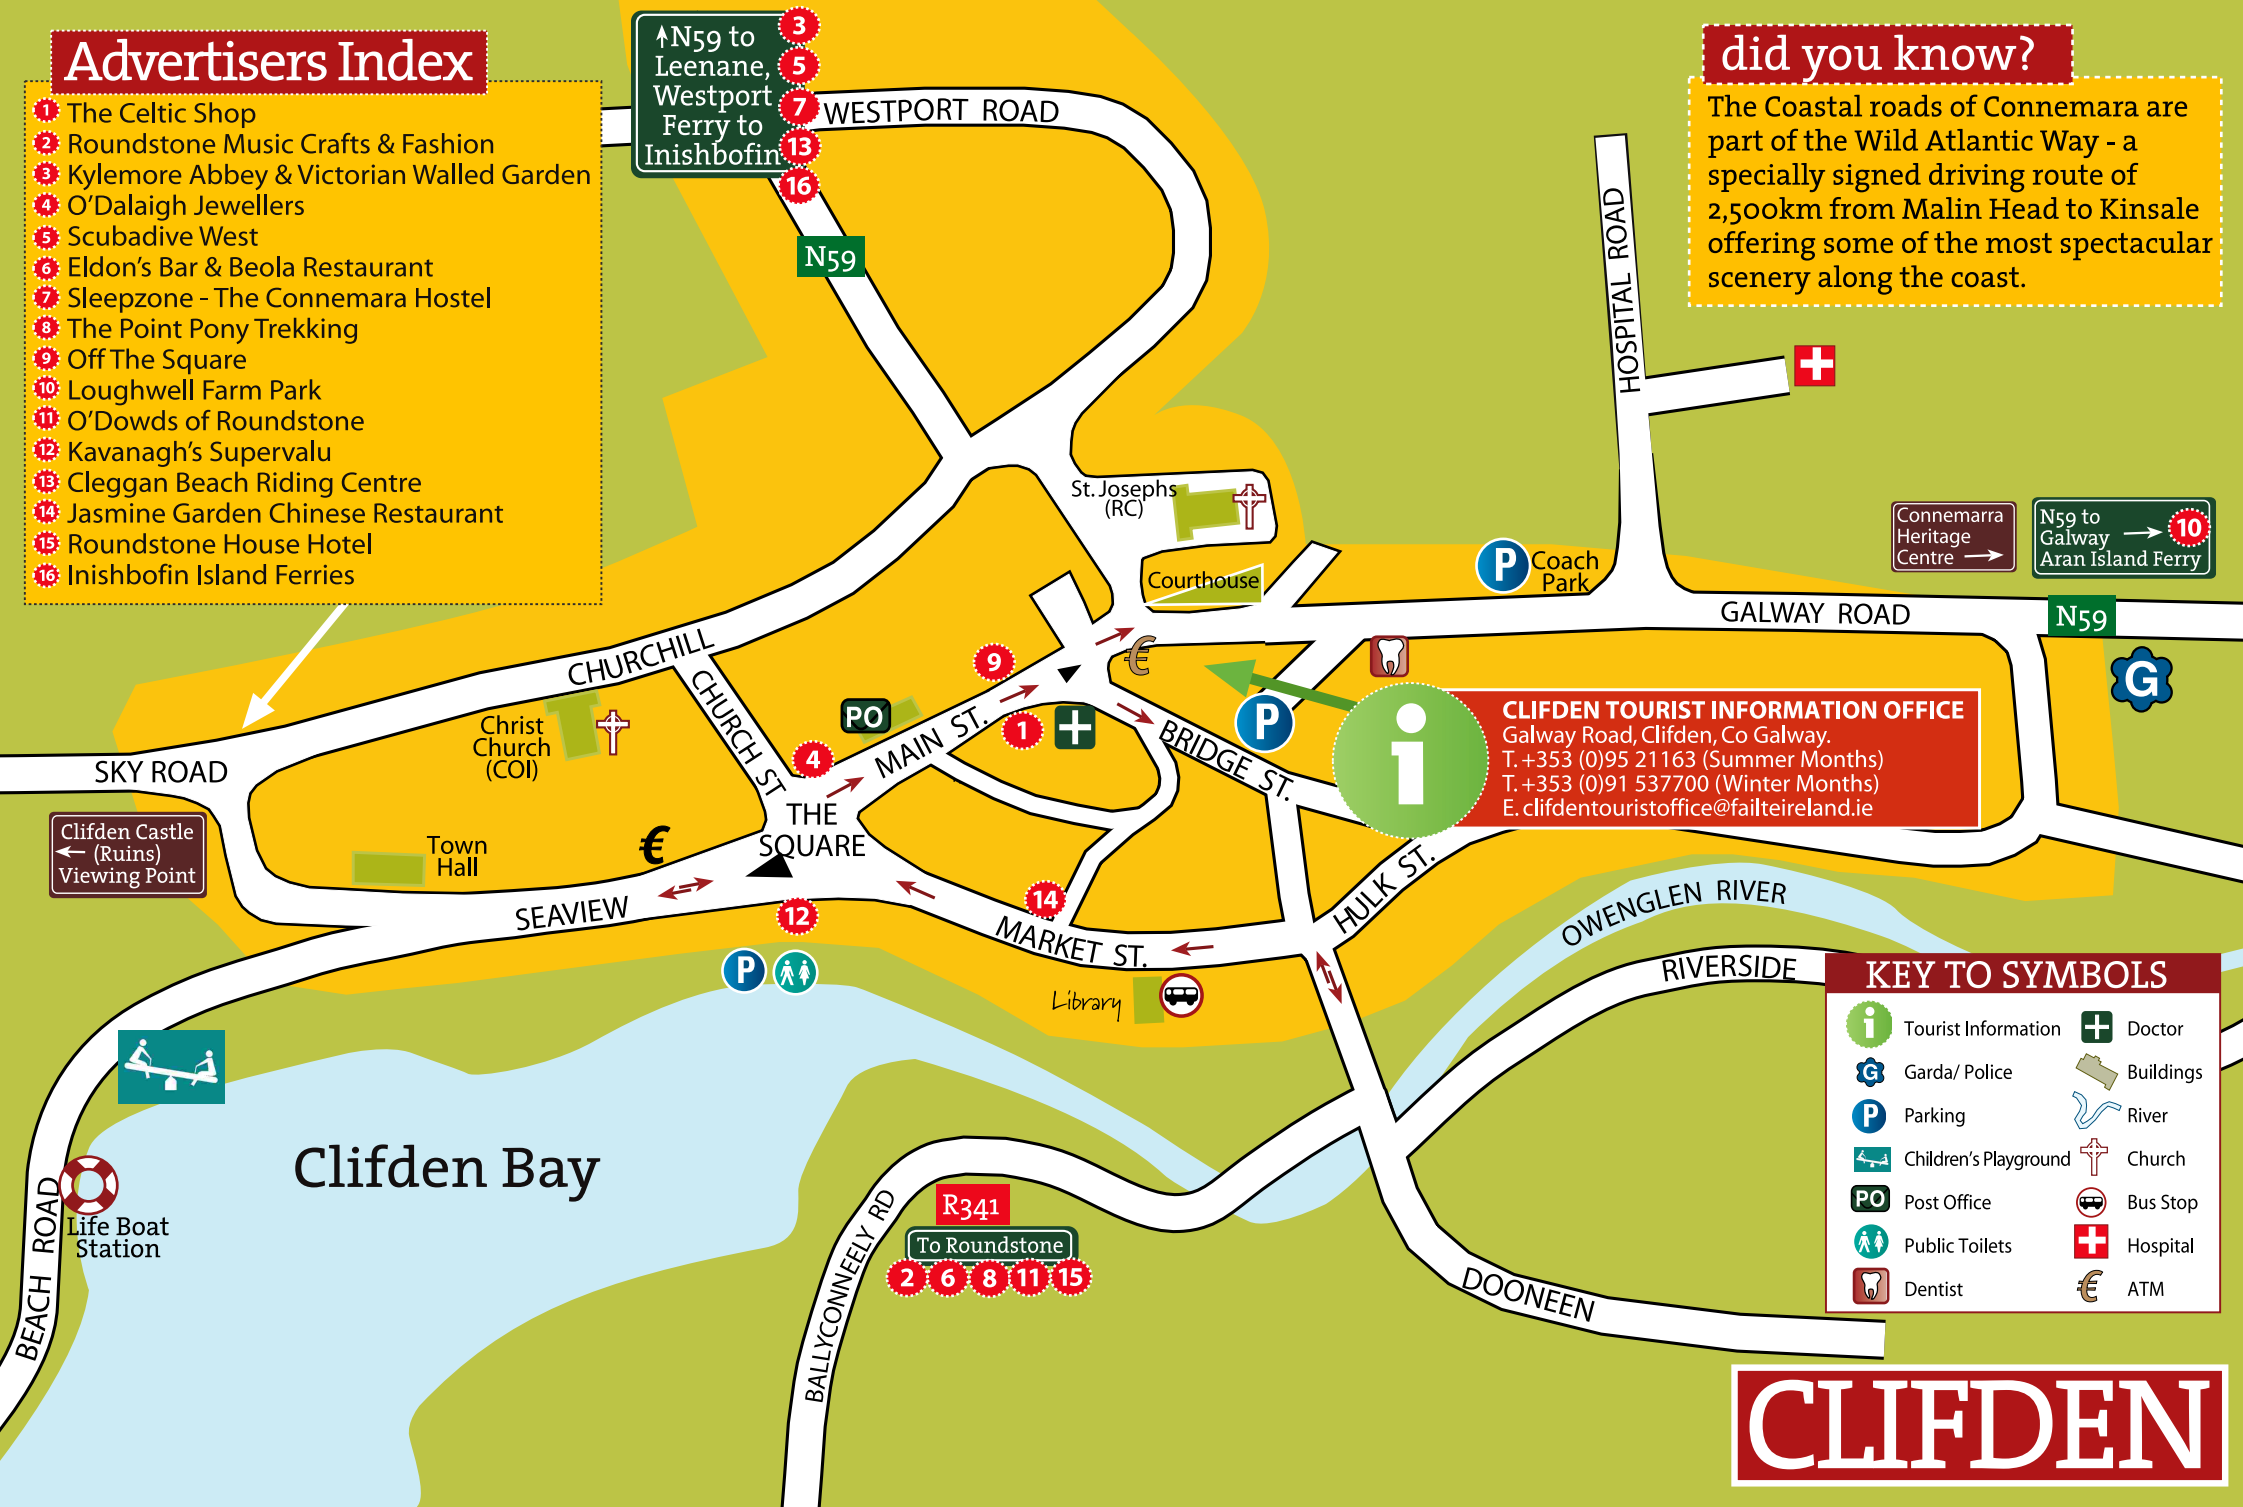 Advertisers Index
1 The Celtic Shop
2 Roundstone Music Crafts & Fashion
3 Kylemore Abbey & Victorian Walled Garden
4 O'Dalaigh Jewellers
5 Scubadive West
6 Eldon's Bar & Beola Restaurant
7 Sleepzone - The Connemara Hostel
8 The Point Pony Trekking
9 Off The Square
10 Loughwell Farm Park
11 O'Dowds of Roundstone
12 Kavanagh's Supervalu
13 Cleggan Beach Riding Centre
14 Jasmine Garden Chinese Restaurant
15 Roundstone House Hotel
16 Inishbofin Island Ferries
N59 to
Leenane,
Westport
Ferry to
Inishbofin
3
5
7
13
16
WESTPORT ROAD
N59
did you know?
The Coastal roads of Connemara are
part of the Wild Atlantic Way - a
specially signed driving route of
2,500km from Malin Head to Kinsale
offering some of the most spectacular
scenery along the coast.
HOSPITAL ROAD
St. Josephs
(RC)
Courthouse
P
Coach
Park
Connemarra
Heritage
Centre
N59 to
Galway
Aran Island Ferry
10
GALWAY ROAD
N59
G
CHURCHILL
CHURCH ST
Christ
Church
(COI)
PO
9
€
1
4
MAIN ST.
BRIDGE ST.
P
i
CLIFDEN TOURIST INFORMATION OFFICE
Galway Road, Clifden, Co Galway.
T. +353 (0)95 21163 (Summer Months)
T. +353 (0)91 537700 (Winter Months)
E. clifdentouristoffice@failteireland.ie
SKY ROAD
Clifden Castle
(Ruins)
Viewing Point
Town
Hall
€
THE
SQUARE
SEAVIEW
12
14
MARKET ST.
HULK ST.
OWENGLEN RIVER
RIVERSIDE
P
Library
Clifden Bay
Life Boat
Station
BEACH ROAD
BALLYCONNEELY RD
R341
To Roundstone
2 6 8 11 15
DOONEEN
KEY TO SYMBOLS
i Tourist Information
Doctor
G Garda/ Police
Buildings
P Parking
River
Children's Playground
Church
PO Post Office
Bus Stop
Public Toilets
Hospital
Dentist
€ ATM
CLIFDEN